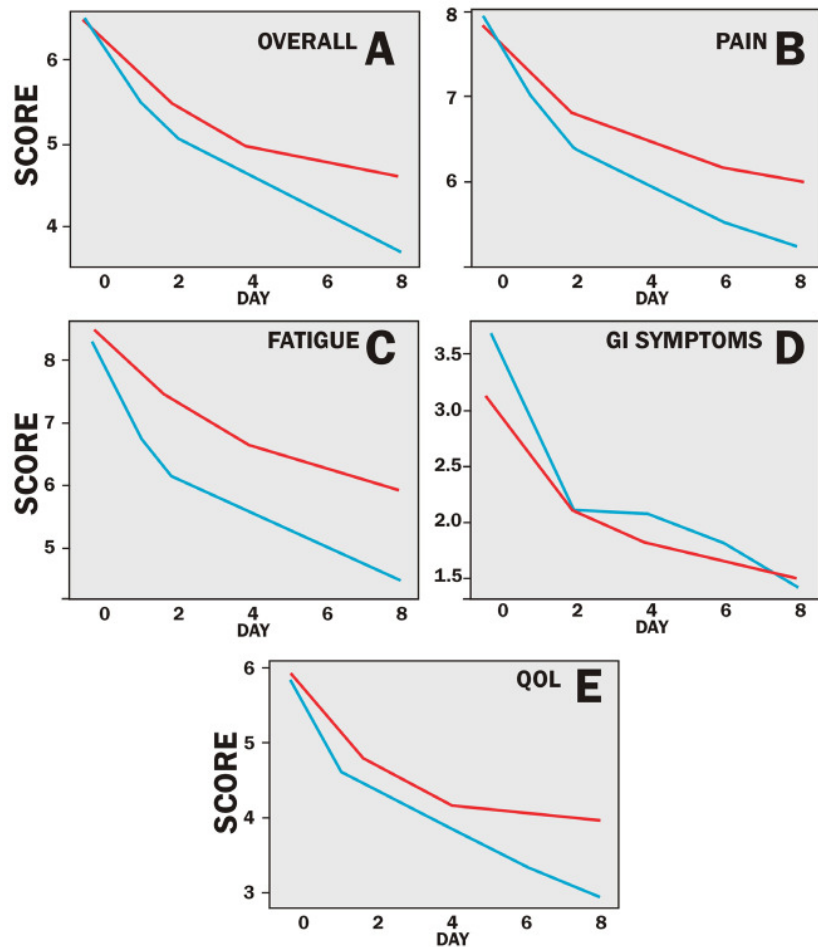 OVERALL A
SCORE
6
5
4
0 2 4 6 8
DAY
PAIN B
8
7
6
0 2 4 6 8
DAY
FATIGUE C
SCORE
8
7
6
5
0 2 4 6 8
DAY
GI SYMPTOMS D
3.5
3.0
2.5
2.0
1.5
0 2 4 6 8
DAY
QOL E
SCORE
6
5
4
3
0 2 4 6 8
DAY